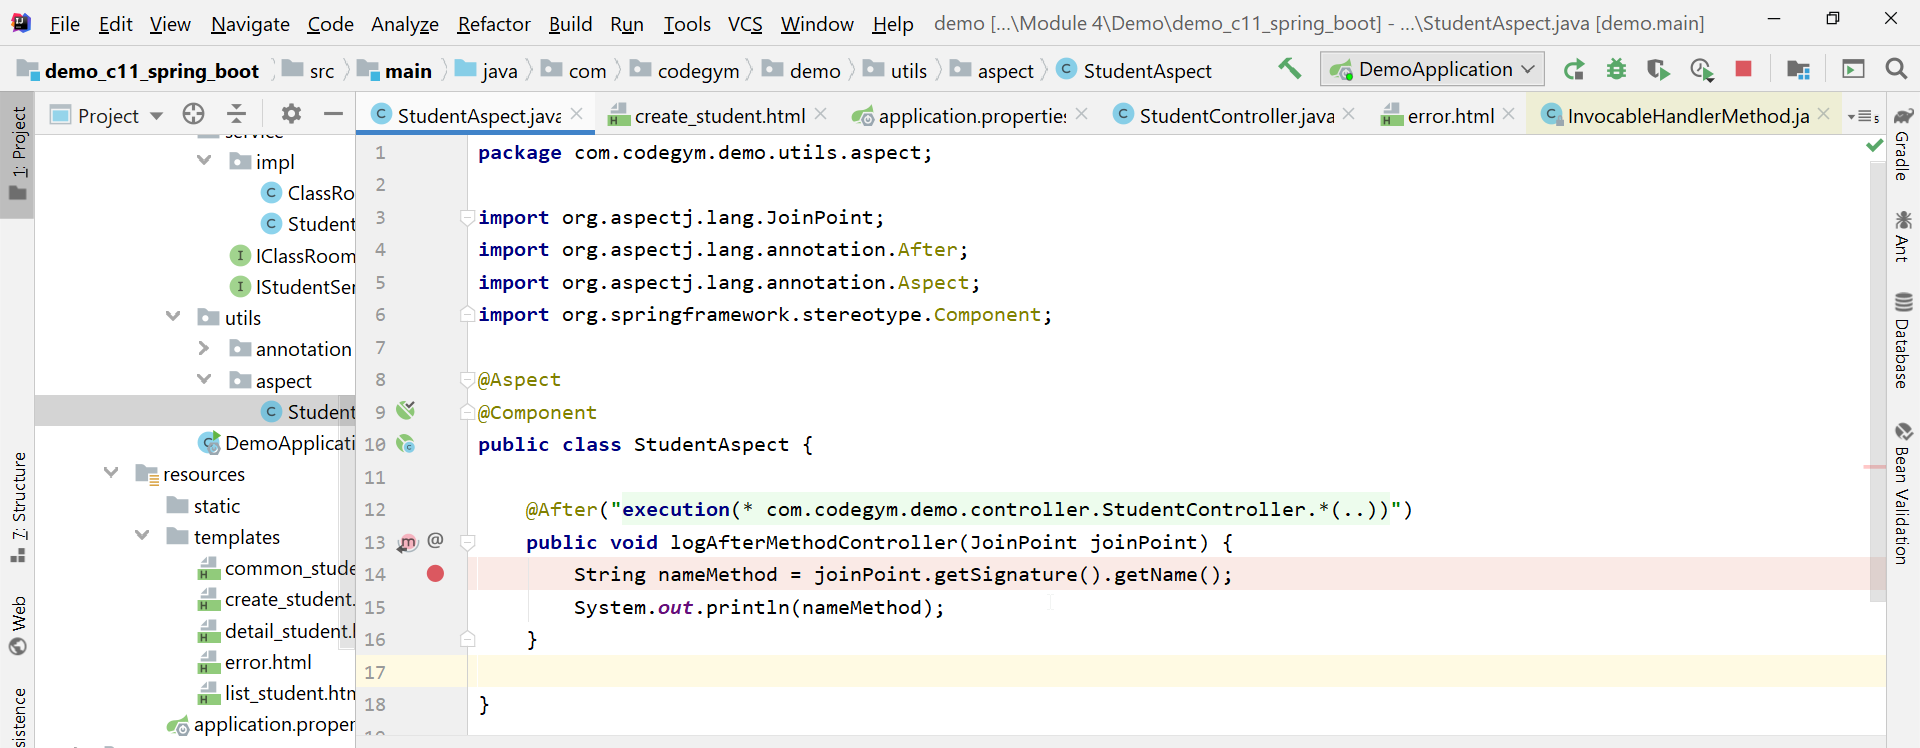 File Edit View Navigate Code Analyze Refactor Build Run Tools VCS Window Help demo [...\Module 4\Demo\demo_c11_spring_boot] - ...\StudentAspect.java [demo.main]
demo_c11_spring_boot src main java com codegym demo utils aspect StudentAspect DemoApplication
1: Project
7: Structure
Web
sistence
Project
service
impl
ClassRo
Student
IClassRoom
IStudentSer
utils
annotation
aspect
Student
DemoApplicati
resources
static
templates
common_stude
create_student.
detail_student.l
error.html
list_student.htm
application.proper
StudentAspect.java create_student.html application.properties StudentController.java error.html InvocableHandlerMethod.ja 5
1 package com.codegym.demo.utils.aspect;
2
3 import org.aspectj.lang.JoinPoint;
4 import org.aspectj.lang.annotation.After;
5 import org.aspectj.lang.annotation.Aspect;
6 import org.springframework.stereotype.Component;
7
8 @Aspect
9 @Component
10 public class StudentAspect {
11
12 @After("execution(* com.codegym.demo.controller.StudentController.*(..))")
13 public void logAfterMethodController(JoinPoint joinPoint) {
14 String nameMethod = joinPoint.getSignature().getName();
15 System.out.println(nameMethod);
16 }
17
18 }
Gradle
Ant
Database
Bean Validation